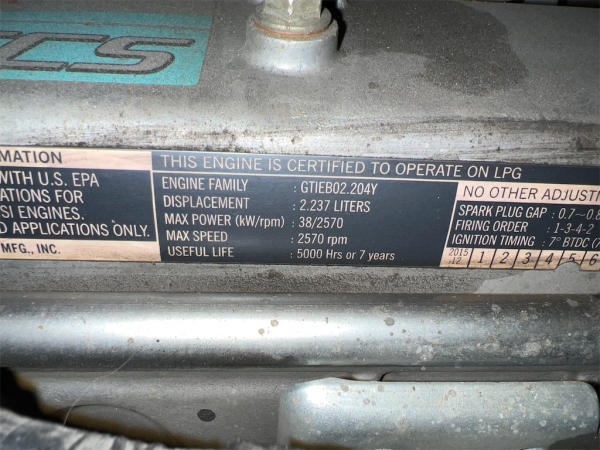 ECS
MATION
WITH U.S. EPA
ATIONS FOR
SI ENGINES.
D APPLICATIONS ONLY.
MFG., INC.
THIS ENGINE IS CERTIFIED TO OPERATE ON LPG
ENGINE FAMILY : GTIEB02.204Y
DISPLACEMENT : 2.237 LITERS
MAX POWER (kW/rpm) : 38/2570
MAX SPEED : 2570 rpm
USEFUL LIFE : 5000 Hrs or 7 years
NO OTHER ADJUSTM
SPARK PLUG GAP : 0.7~0.8
FIRING ORDER : 1-3-4-2
IGNITION TIMING : 7° BTDC (7
2015 -12 1 2 3 4 5 6